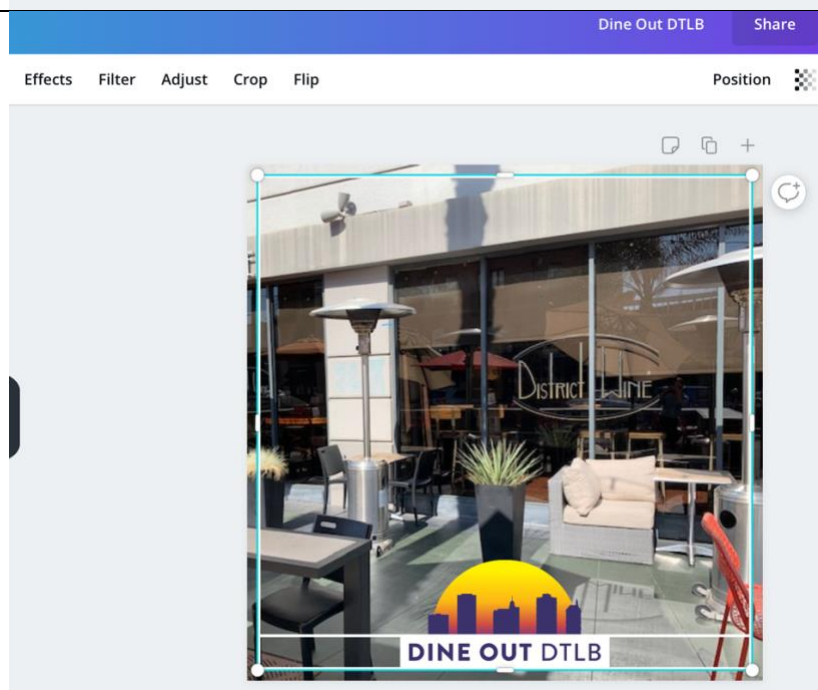 Dine Out DTLB Share
Effects Filter Adjust Crop Flip Position
DISTRICT WINE
DINE OUT DTLB